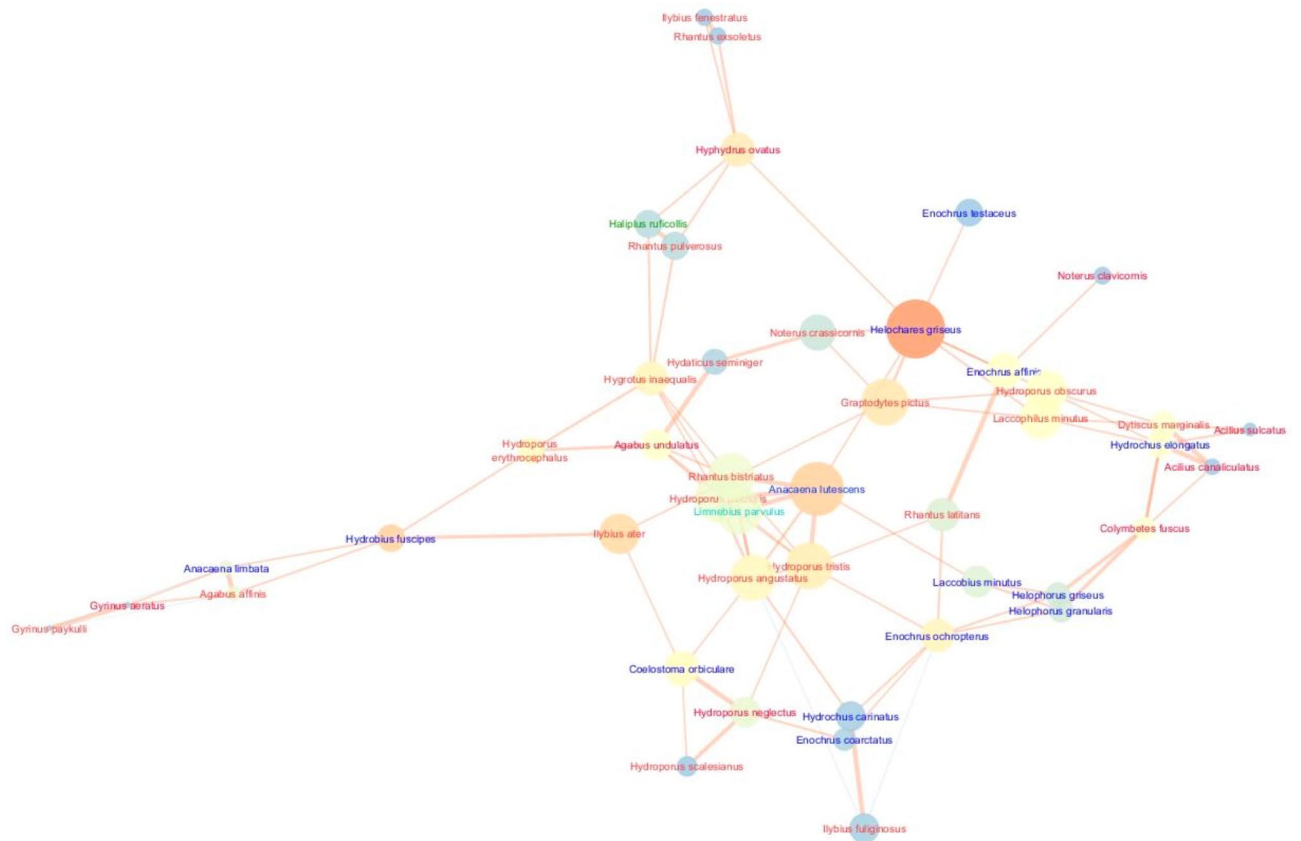 Ilybius fenestratus
Rhantus exsoletus
Hyphydrus ovatus
Enochrus testaceus
Haliplus ruficollis
Rhantus pulverosus
Noterus clavicornis
Noterus crassicornis
Helochares griseus
Hydaticus seminiger
Enochrus affinis
Hygrotus inaequalis
Hydroporus obscurus
Graptodytes pictus
Laccophilus minutus
Dytiscus marginalis
Acilius sulcatus
Hydroporus
erythrocephalus
Agabus undulatus
Hydrochus elongatus
Acilius canaliculatus
Rhantus bistriatus
Anacaena lutescens
Hydroporus
Limnebius parvulus
Rhantus latitans
Colymbetes fuscus
Ilybius ater
Hydrobius fuscipes
Anacaena limbata
Hydroporus tristis
Hydroporus angustatus
Laccobius minutus
Agabus affinis
Helophorus griseus
Gyrinus aeratus
Helophorus granularis
Gyrinus paykulli
Enochrus ochropterus
Coelostoma orbiculare
Hydroporus neglectus
Hydrochus carinatus
Enochrus coarctatus
Hydroporus scalesianus
Ilybius fuliginosus